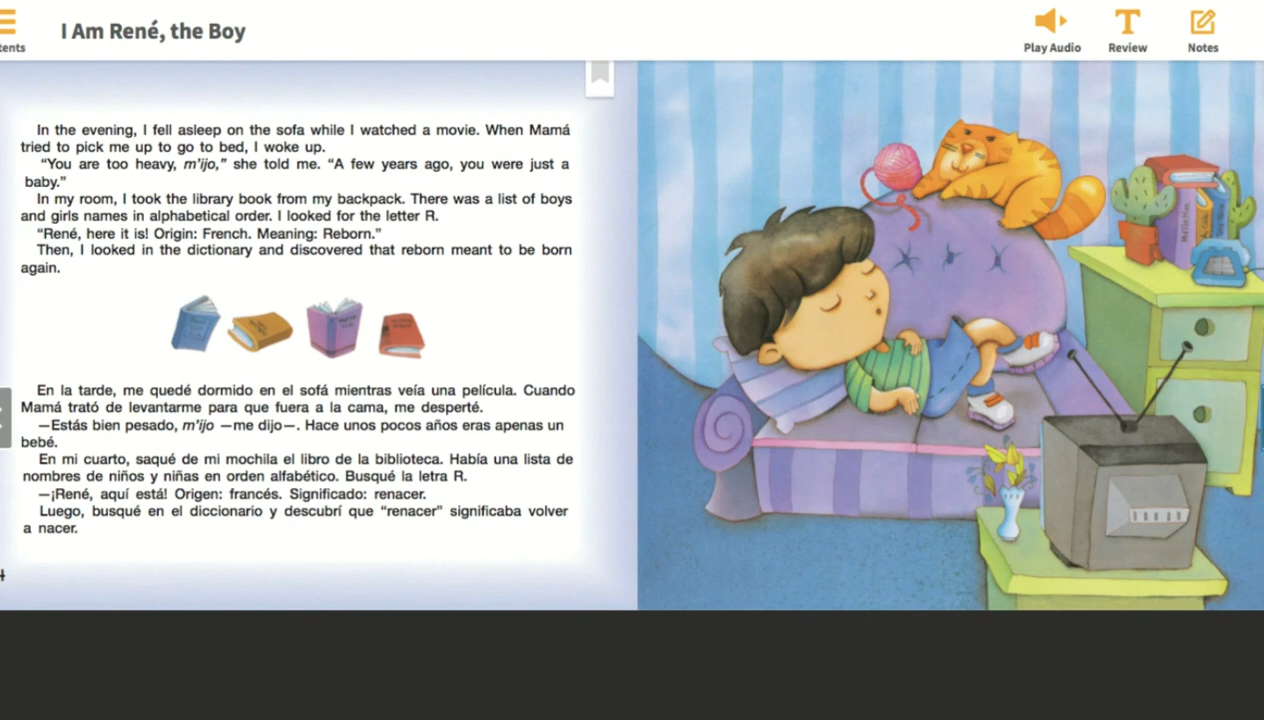 I Am René, the Boy
Play Audio
Review
Notes
In the evening, I fell asleep on the sofa while I watched a movie. When Mamá
tried to pick me up to go to bed, I woke up.
“You are too heavy, m’ijo,” she told me. “A few years ago, you were just a
baby.”
In my room, I took the library book from my backpack. There was a list of boys
and girls names in alphabetical order. I looked for the letter R.
“René, here it is! Origin: French. Meaning: Reborn.”
Then, I looked in the dictionary and discovered that reborn meant to be born
again.
En la tarde, me quedé dormido en el sofá mientras veía una película. Cuando
Mamá trató de levantarme para que fuera a la cama, me desperté.
—Estás bien pesado, m’ijo —me dijo—. Hace unos pocos años eras apenas un
bebé.
En mi cuarto, saqué de mi mochila el libro de la biblioteca. Había una lista de
nombres de niños y niñas en orden alfabético. Busqué la letra R.
—¡René, aquí está! Origen: francés. Significado: renacer.
Luego, busqué en el diccionario y descubrí que “renacer” significaba volver
a nacer.